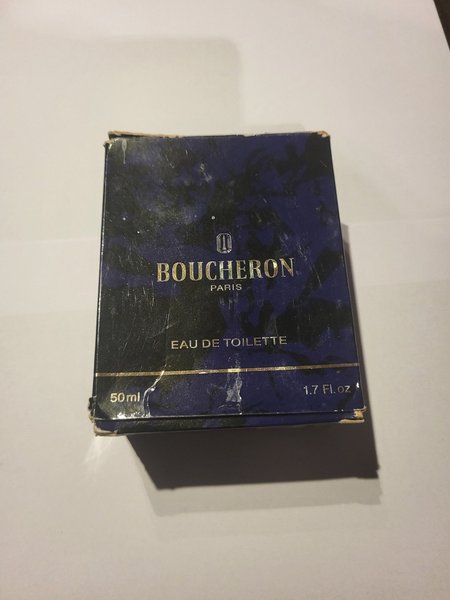 BOUCHERON
PARIS
EAU DE TOILETTE
50ml 1.7 Fl.oz